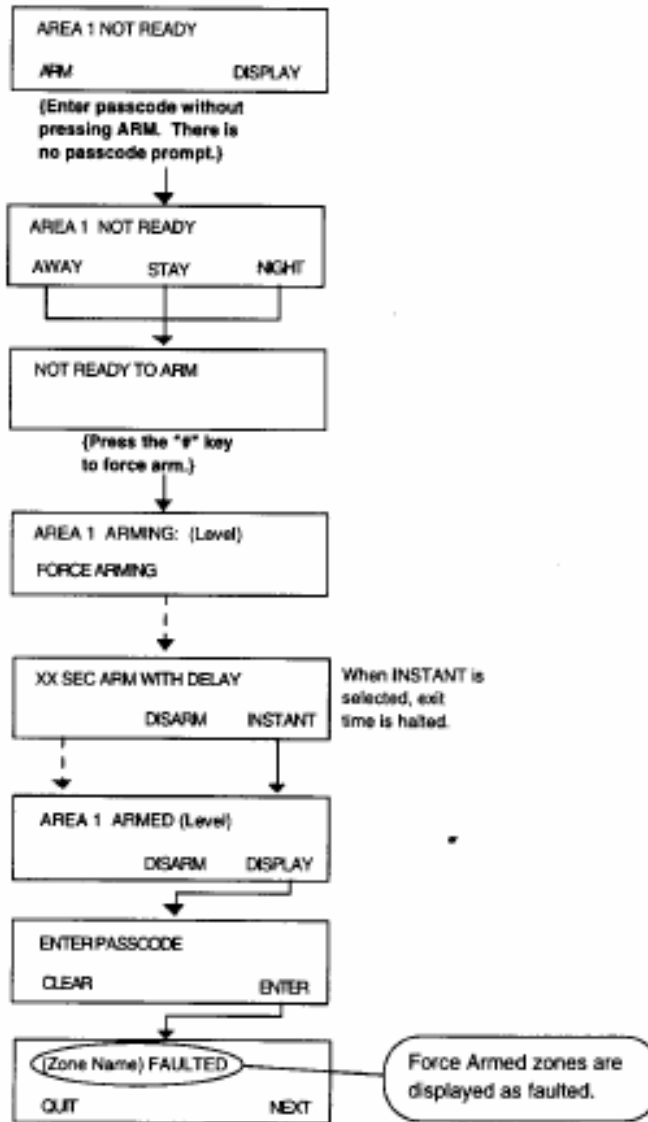 AREA 1 NOT READY
ARM DISPLAY
{Enter passcode without
pressing ARM. There is
no passcode prompt.}
AREA 1 NOT READY
AWAY STAY NIGHT
NOT READY TO ARM
{Press the "#" key
to force arm.}
AREA 1 ARMING: (Level)
FORCE ARMING
XX SEC ARM WITH DELAY
DISARM INSTANT
When INSTANT is
selected, exit
time is halted.
AREA 1 ARMED (Level)
DISARM DISPLAY
ENTER PASSCODE
CLEAR ENTER
(Zone Name) FAULTED
QUIT NEXT
Force Armed zones are
displayed as faulted.